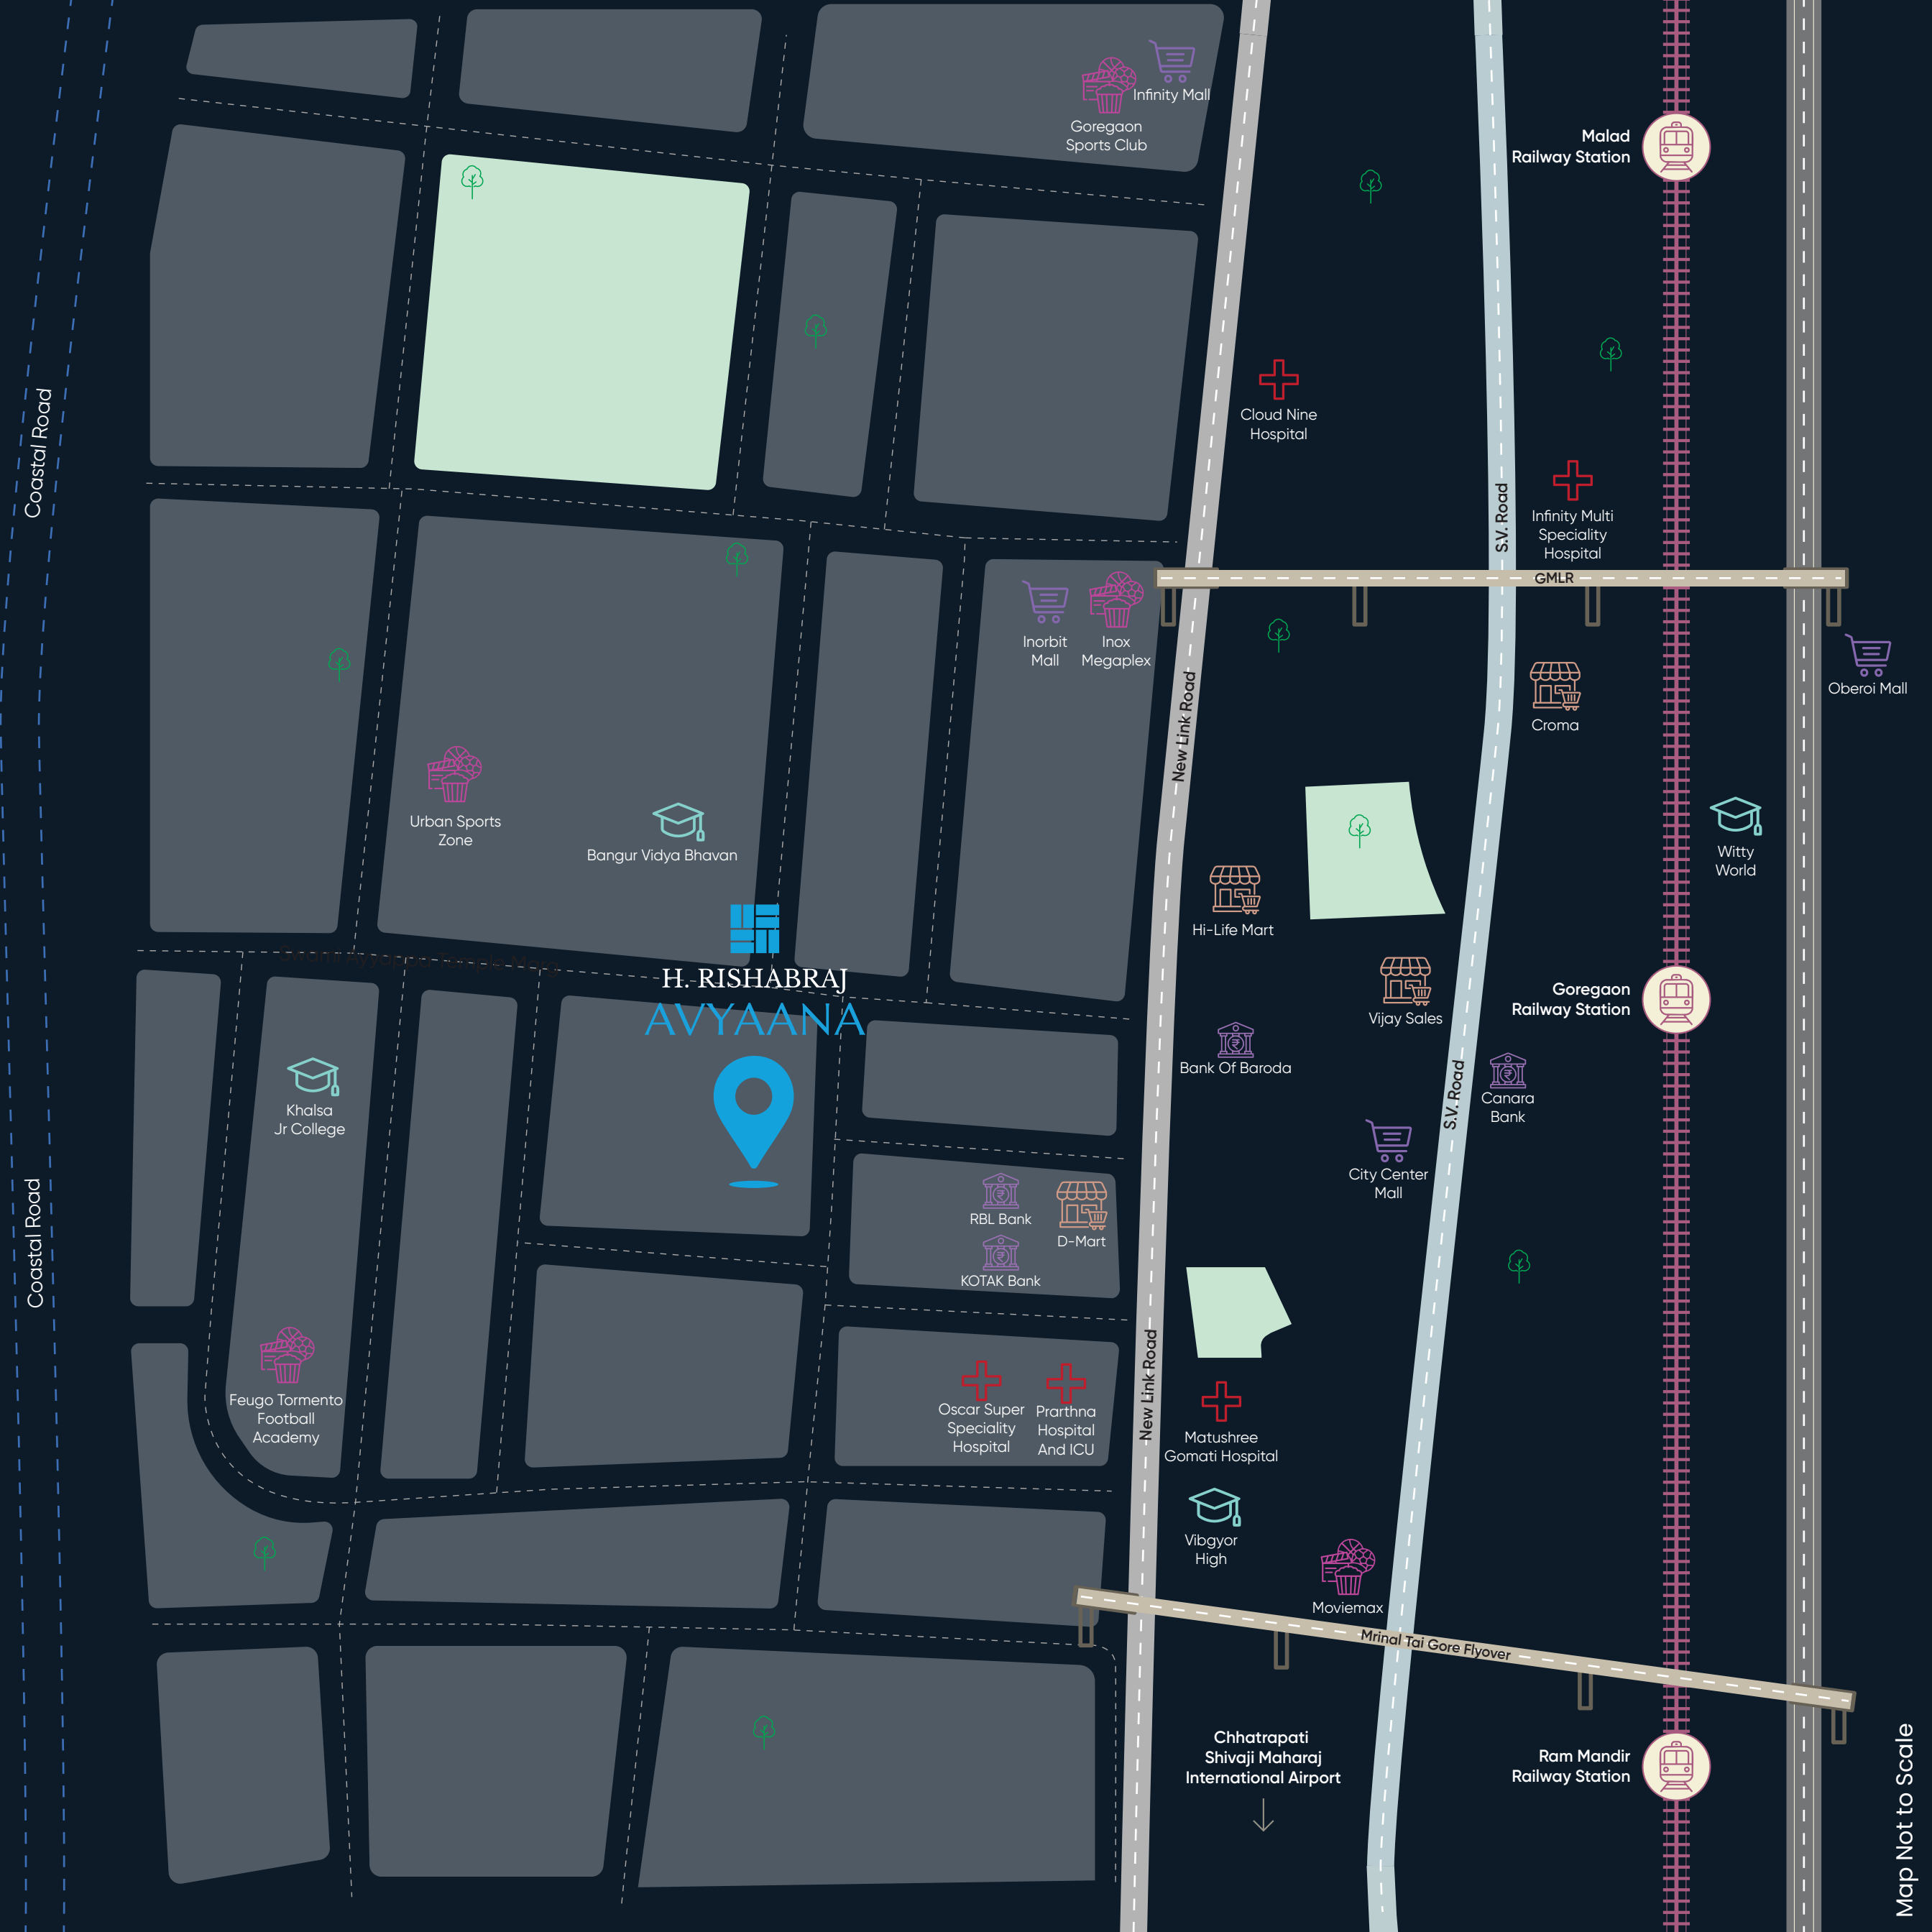 Infinity Mall
Goregaon
Sports Club
Malad
Railway Station
Coastal Road
Cloud Nine
Hospital
S.V. Road
Infinity Multi
Speciality
Hospital
GMLR
Inorbit
Mall
Inox
Megaplex
New Link Road
Oberoi Mall
Croma
Urban Sports
Zone
Bangur Vidya Bhavan
Witty
World
Hi-Life Mart
Swami Ayyappa Temple Marg
H. RISHABRAJ
AVYAANA
Vijay Sales
Goregaon
Railway Station
Bank Of Baroda
Canara
Bank
S.V. Road
Khalsa
Jr College
City Center
Mall
Coastal Road
RBL Bank
D-Mart
KOTAK Bank
New Link Road
Feugo Tormento
Football
Academy
Oscar Super
Speciality
Hospital
Prarthna
Hospital
And ICU
Matushree
Gomati Hospital
Vibgyor
High
Moviemax
Mrinal Tai Gore Flyover
Chhatrapati
Shivaji Maharaj
International Airport
Ram Mandir
Railway Station
Map Not to Scale